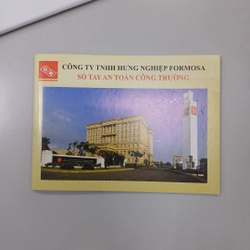 CÔNG TY TNHH HƯNG NGHIỆP FORMOSA
SỔ TAY AN TOÀN CÔNG TRƯỜNG